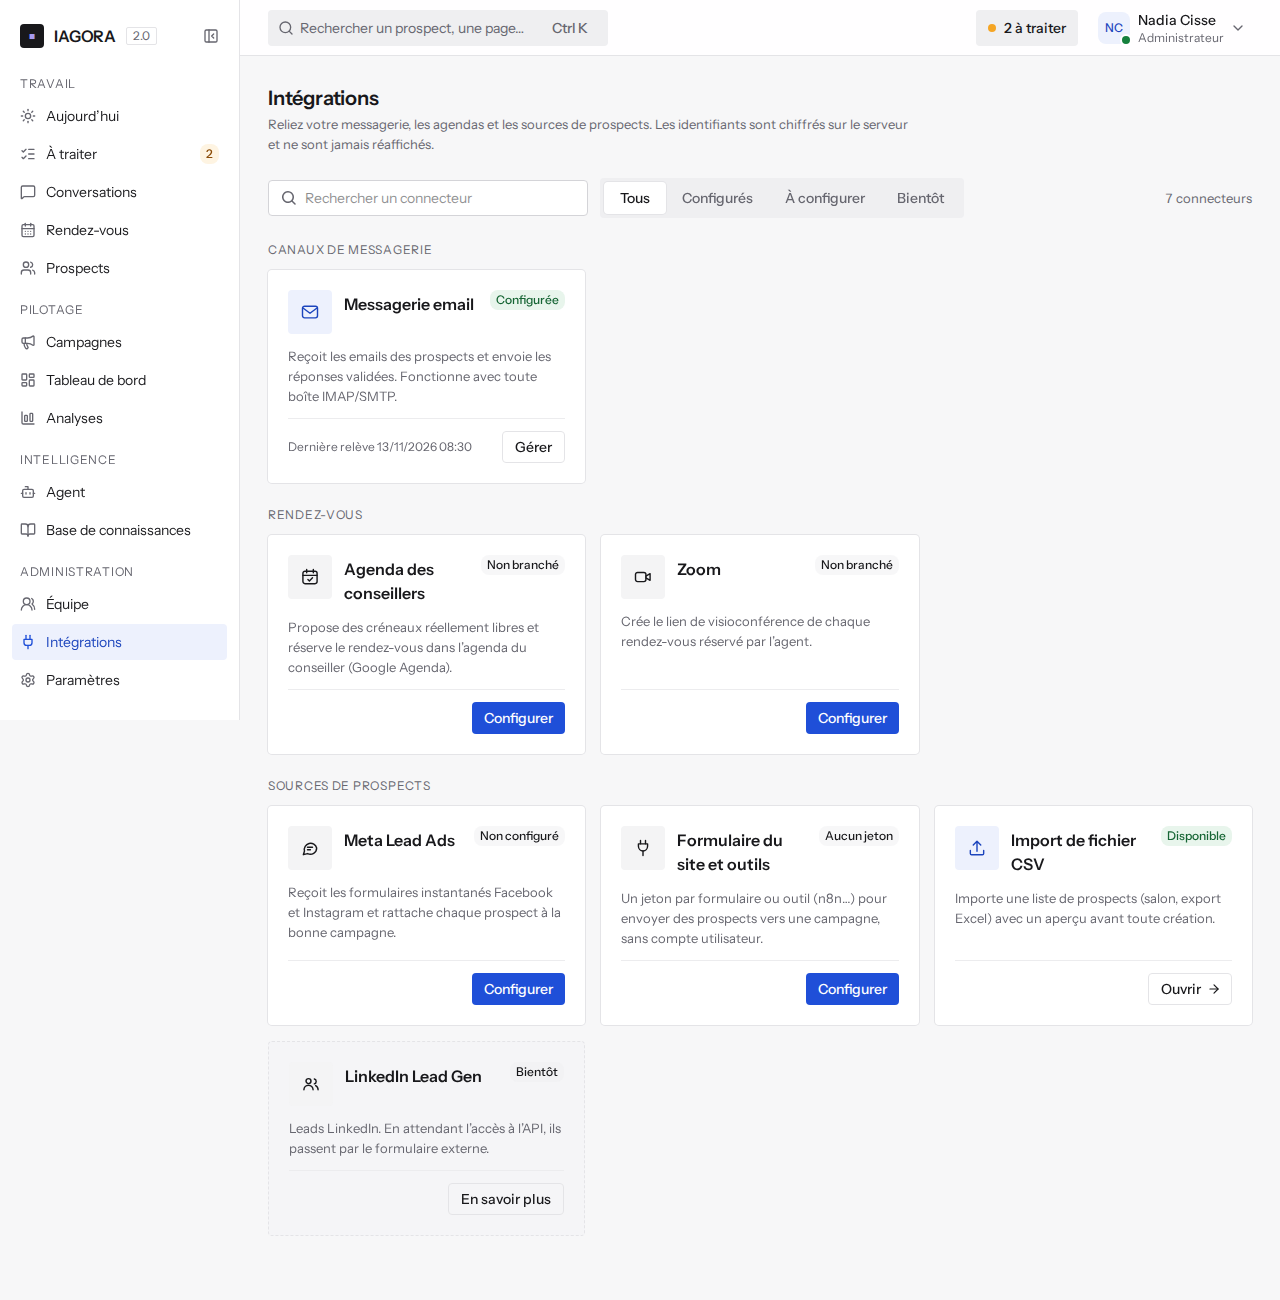 IAGORA 2.0
Rechercher un prospect, une page... Ctrl K
2 à traiter
NC
Nadia Cisse
Administrateur
TRAVAIL
Aujourd'hui
À traiter 2
Conversations
Rendez-vous
Prospects
PILOTAGE
Campagnes
Tableau de bord
Analyses
INTELLIGENCE
Agent
Base de connaissances
ADMINISTRATION
Équipe
Intégrations
Paramètres
Intégrations
Reliez votre messagerie, les agendas et les sources de prospects. Les identifiants sont chiffrés sur le serveur
et ne sont jamais réaffichés.
Rechercher un connecteur
Tous Configurés À configurer Bientôt
7 connecteurs
CANAUX DE MESSAGERIE
Messagerie email
Configurée
Reçoit les emails des prospects et envoie les
réponses validées. Fonctionne avec toute
boîte IMAP/SMTP.
Dernière relève 13/11/2026 08:30
Gérer
RENDEZ-VOUS
Agenda des
conseillers
Non branché
Propose des créneaux réellement libres et
réserve le rendez-vous dans l'agenda du
conseiller (Google Agenda).
Configurer
Zoom
Non branché
Crée le lien de visioconférence de chaque
rendez-vous réservé par l'agent.
Configurer
SOURCES DE PROSPECTS
Meta Lead Ads
Non configuré
Reçoit les formulaires instantanés Facebook
et Instagram et rattache chaque prospect à la
bonne campagne.
Configurer
Formulaire du
site et outils
Aucun jeton
Un jeton par formulaire ou outil (n8n...) pour
envoyer des prospects vers une campagne,
sans compte utilisateur.
Configurer
Import de fichier
CSV
Disponible
Importe une liste de prospects (salon, export
Excel) avec un aperçu avant toute création.
Ouvrir →
LinkedIn Lead Gen
Bientôt
Leads LinkedIn. En attendant l'accès à l'API, ils
passent par le formulaire externe.
En savoir plus